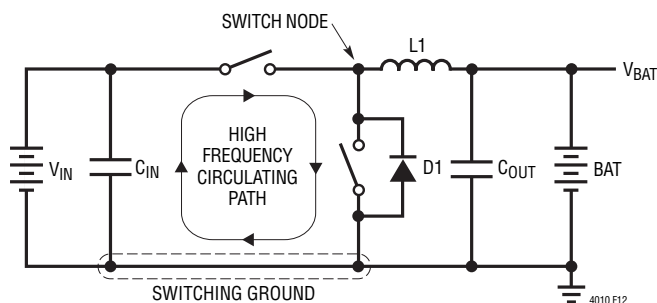 SWITCH NODE
L1
VBAT
VIN
CIN
HIGH
FREQUENCY
CIRCULATING
PATH
D1
COUT
BAT
SWITCHING GROUND
4010 F12